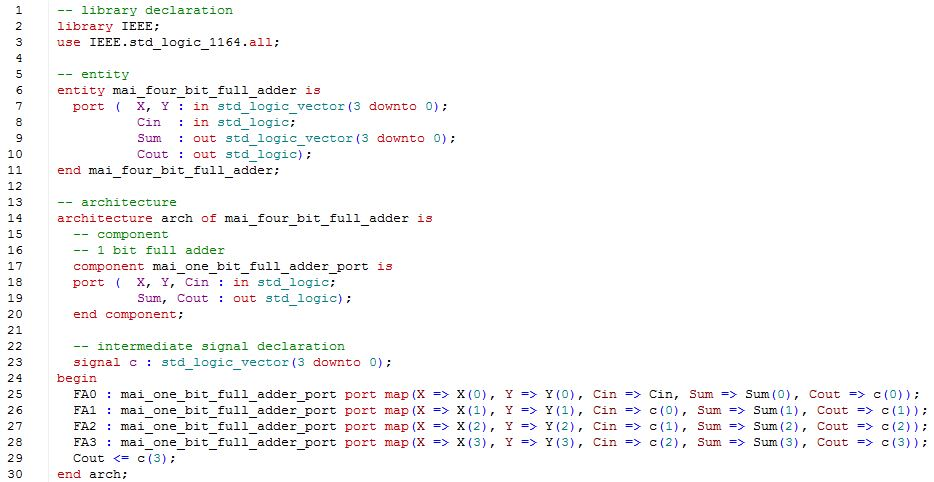 1 -- library declaration
2 library IEEE;
3 use IEEE.std_logic_1164.all;
4
5 -- entity
6 entity mai_four_bit_full_adder is
7 port ( X, Y : in std_logic_vector(3 downto 0);
8 Cin : in std_logic;
9 Sum : out std_logic_vector(3 downto 0);
10 Cout : out std_logic);
11 end mai_four_bit_full_adder;
12
13 -- architecture
14 architecture arch of mai_four_bit_full_adder is
15 -- component
16 -- 1 bit full adder
17 component mai_one_bit_full_adder_port is
18 port ( X, Y, Cin : in std_logic;
19 Sum, Cout : out std_logic);
20 end component;
21
22 -- intermediate signal declaration
23 signal c : std_logic_vector(3 downto 0);
24 begin
25 FA0 : mai_one_bit_full_adder_port port map(X => X(0), Y => Y(0), Cin => Cin, Sum => Sum(0), Cout => c(0));
26 FA1 : mai_one_bit_full_adder_port port map(X => X(1), Y => Y(1), Cin => c(0), Sum => Sum(1), Cout => c(1));
27 FA2 : mai_one_bit_full_adder_port port map(X => X(2), Y => Y(2), Cin => c(1), Sum => Sum(2), Cout => c(2));
28 FA3 : mai_one_bit_full_adder_port port map(X => X(3), Y => Y(3), Cin => c(2), Sum => Sum(3), Cout => c(3));
29 Cout <= c(3);
30 end arch;